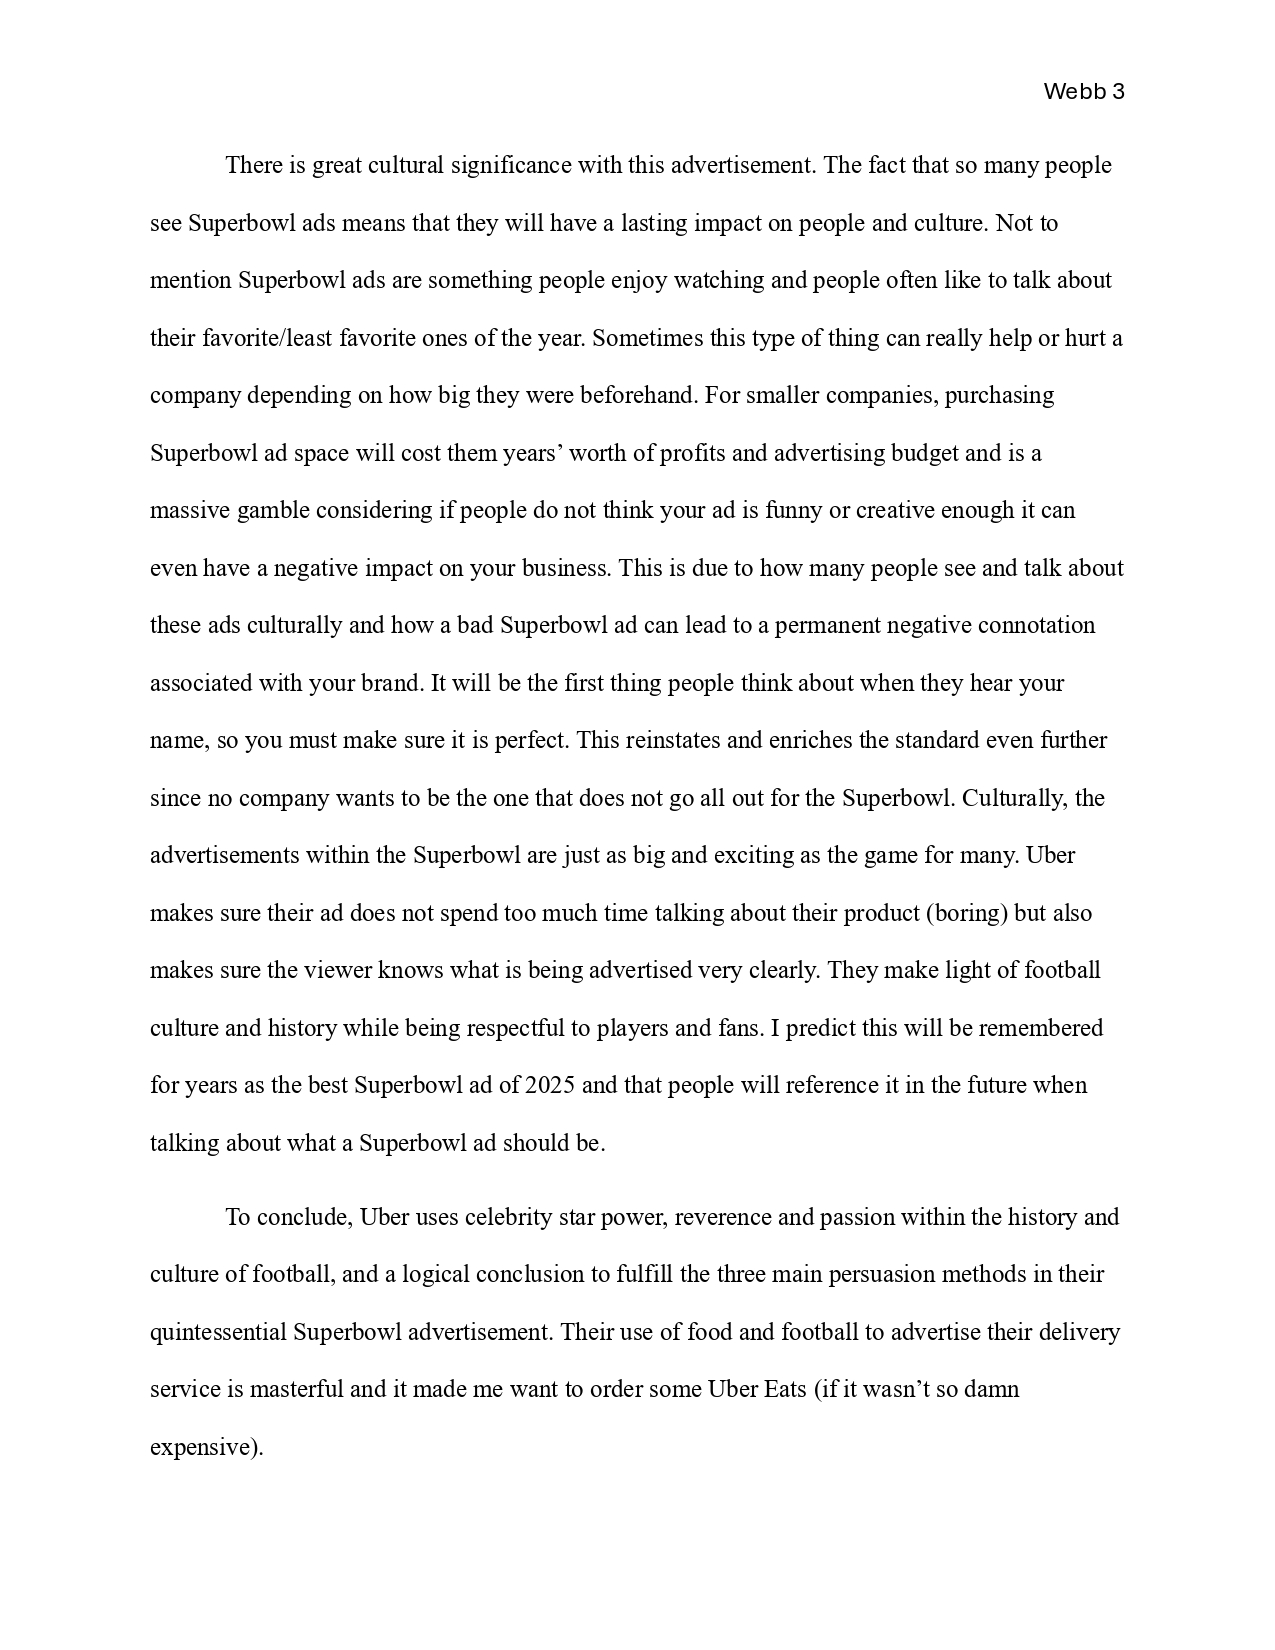 Webb 3
There is great cultural significance with this advertisement. The fact that so many people
see Superbowl ads means that they will have a lasting impact on people and culture. Not to
mention Superbowl ads are something people enjoy watching and people often like to talk about
their favorite/least favorite ones of the year. Sometimes this type of thing can really help or hurt a
company depending on how big they were beforehand. For smaller companies, purchasing
Superbowl ad space will cost them years’ worth of profits and advertising budget and is a
massive gamble considering if people do not think your ad is funny or creative enough it can
even have a negative impact on your business. This is due to how many people see and talk about
these ads culturally and how a bad Superbowl ad can lead to a permanent negative connotation
associated with your brand. It will be the first thing people think about when they hear your
name, so you must make sure it is perfect. This reinstates and enriches the standard even further
since no company wants to be the one that does not go all out for the Superbowl. Culturally, the
advertisements within the Superbowl are just as big and exciting as the game for many. Uber
makes sure their ad does not spend too much time talking about their product (boring) but also
makes sure the viewer knows what is being advertised very clearly. They make light of football
culture and history while being respectful to players and fans. I predict this will be remembered
for years as the best Superbowl ad of 2025 and that people will reference it in the future when
talking about what a Superbowl ad should be.
To conclude, Uber uses celebrity star power, reverence and passion within the history and
culture of football, and a logical conclusion to fulfill the three main persuasion methods in their
quintessential Superbowl advertisement. Their use of food and football to advertise their delivery
service is masterful and it made me want to order some Uber Eats (if it wasn’t so damn
expensive).